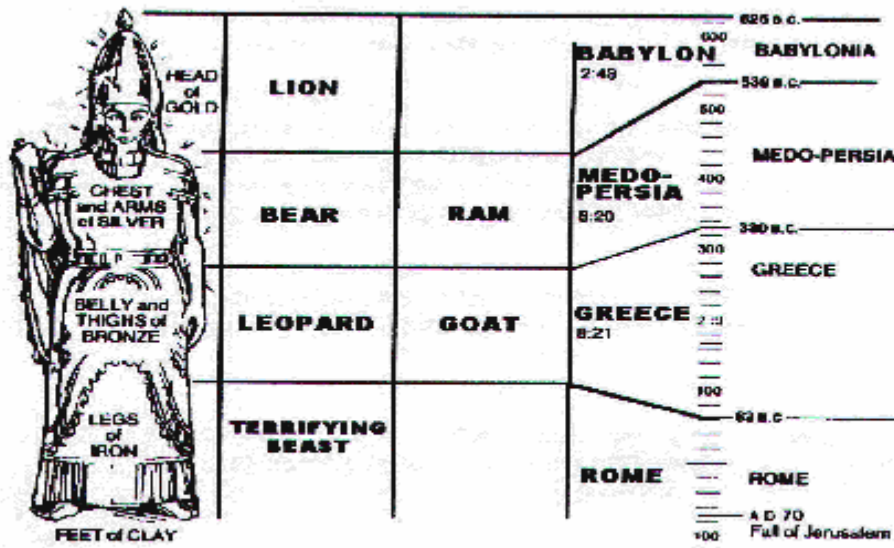 HEAD
of
GOLD
LION
BABYLON
2:48
625 B.C.
600
BABYLONIA
539 B.C.
500
CHEST
and ARMS
of SILVER
BEAR
RAM
MEDO-
PERSIA
8:20
400
MEDO-PERSIA
330 B.C.
300
BELLY and
THIGHS of
BRONZE
LEOPARD
GOAT
GREECE
8:21
GREECE
100
63 B.C.
LEGS
of
IRON
TERRIFYING
BEAST
ROME
ROME
A D 70
Fall of Jerusalem
100
FEET of CLAY